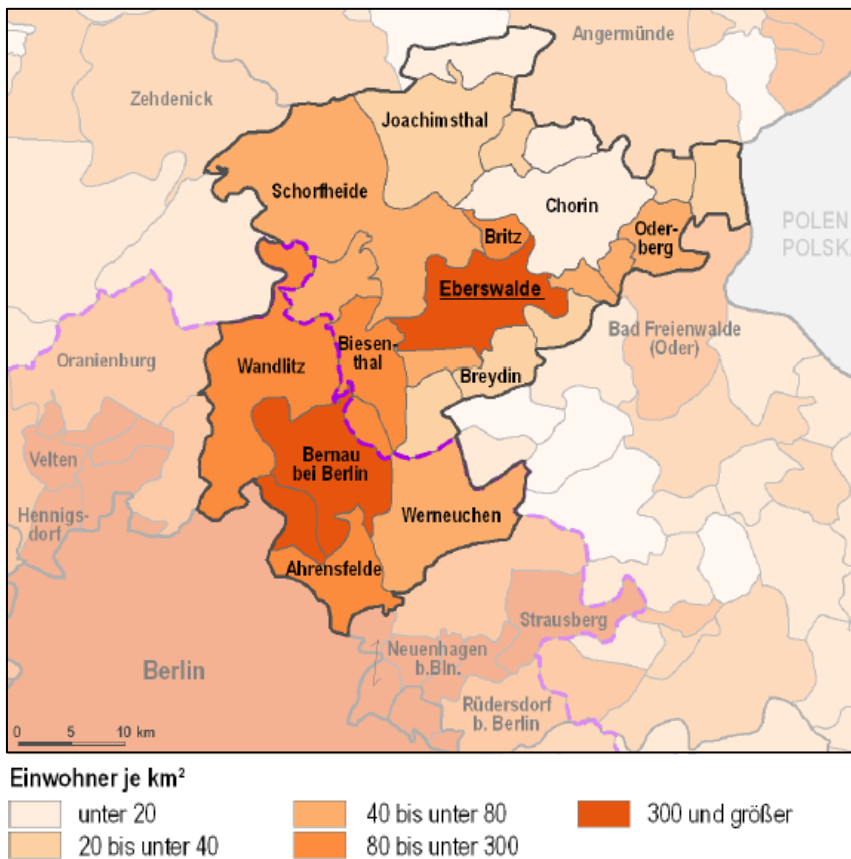 Angermünde
Zehdenick
Joachimsthal
Schorfheide
Chorin
POLEN
POLSKA
Britz
Oder-
berg
Eberswalde
Bad Freienwalde
(Oder)
Oranienburg
Biesen-
thal
Wandlitz
Breydin
Velten
Bernau
bei Berlin
Hennigs-
dorf
Werneuchen
Ahrensfelde
Strausberg
Neuenhagen
b.Bln.
Berlin
Rüdersdorf
b. Berlin
0 5 10 km
Einwohner je km²
unter 20
20 bis unter 40
40 bis unter 80
80 bis unter 300
300 und größer